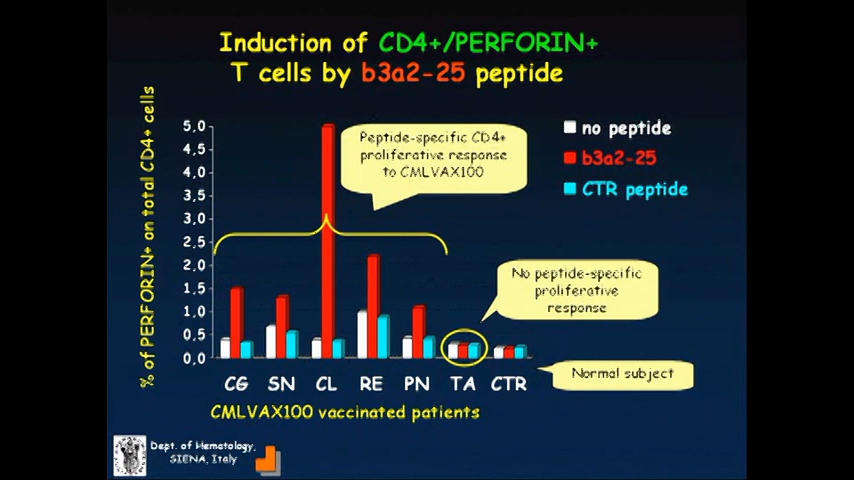 Induction of CD4+/PERFORIN+
T cells by b3a2-25 peptide
% of PERFORIN+ on total CD4+ cells
5,0
4,5
4,0
3,5
3,0
2,5
2,0
1,5
1,0
0,5
0,0
Peptide-specific CD4+
proliferative response
to CMLVAX100
no peptide
b3a2-25
CTR peptide
No peptide-specific
proliferative
response
Normal subject
CG SN CL RE PN TA CTR
CMLVAX100 vaccinated patients
Dept. of Hematology,
SIENA, Italy